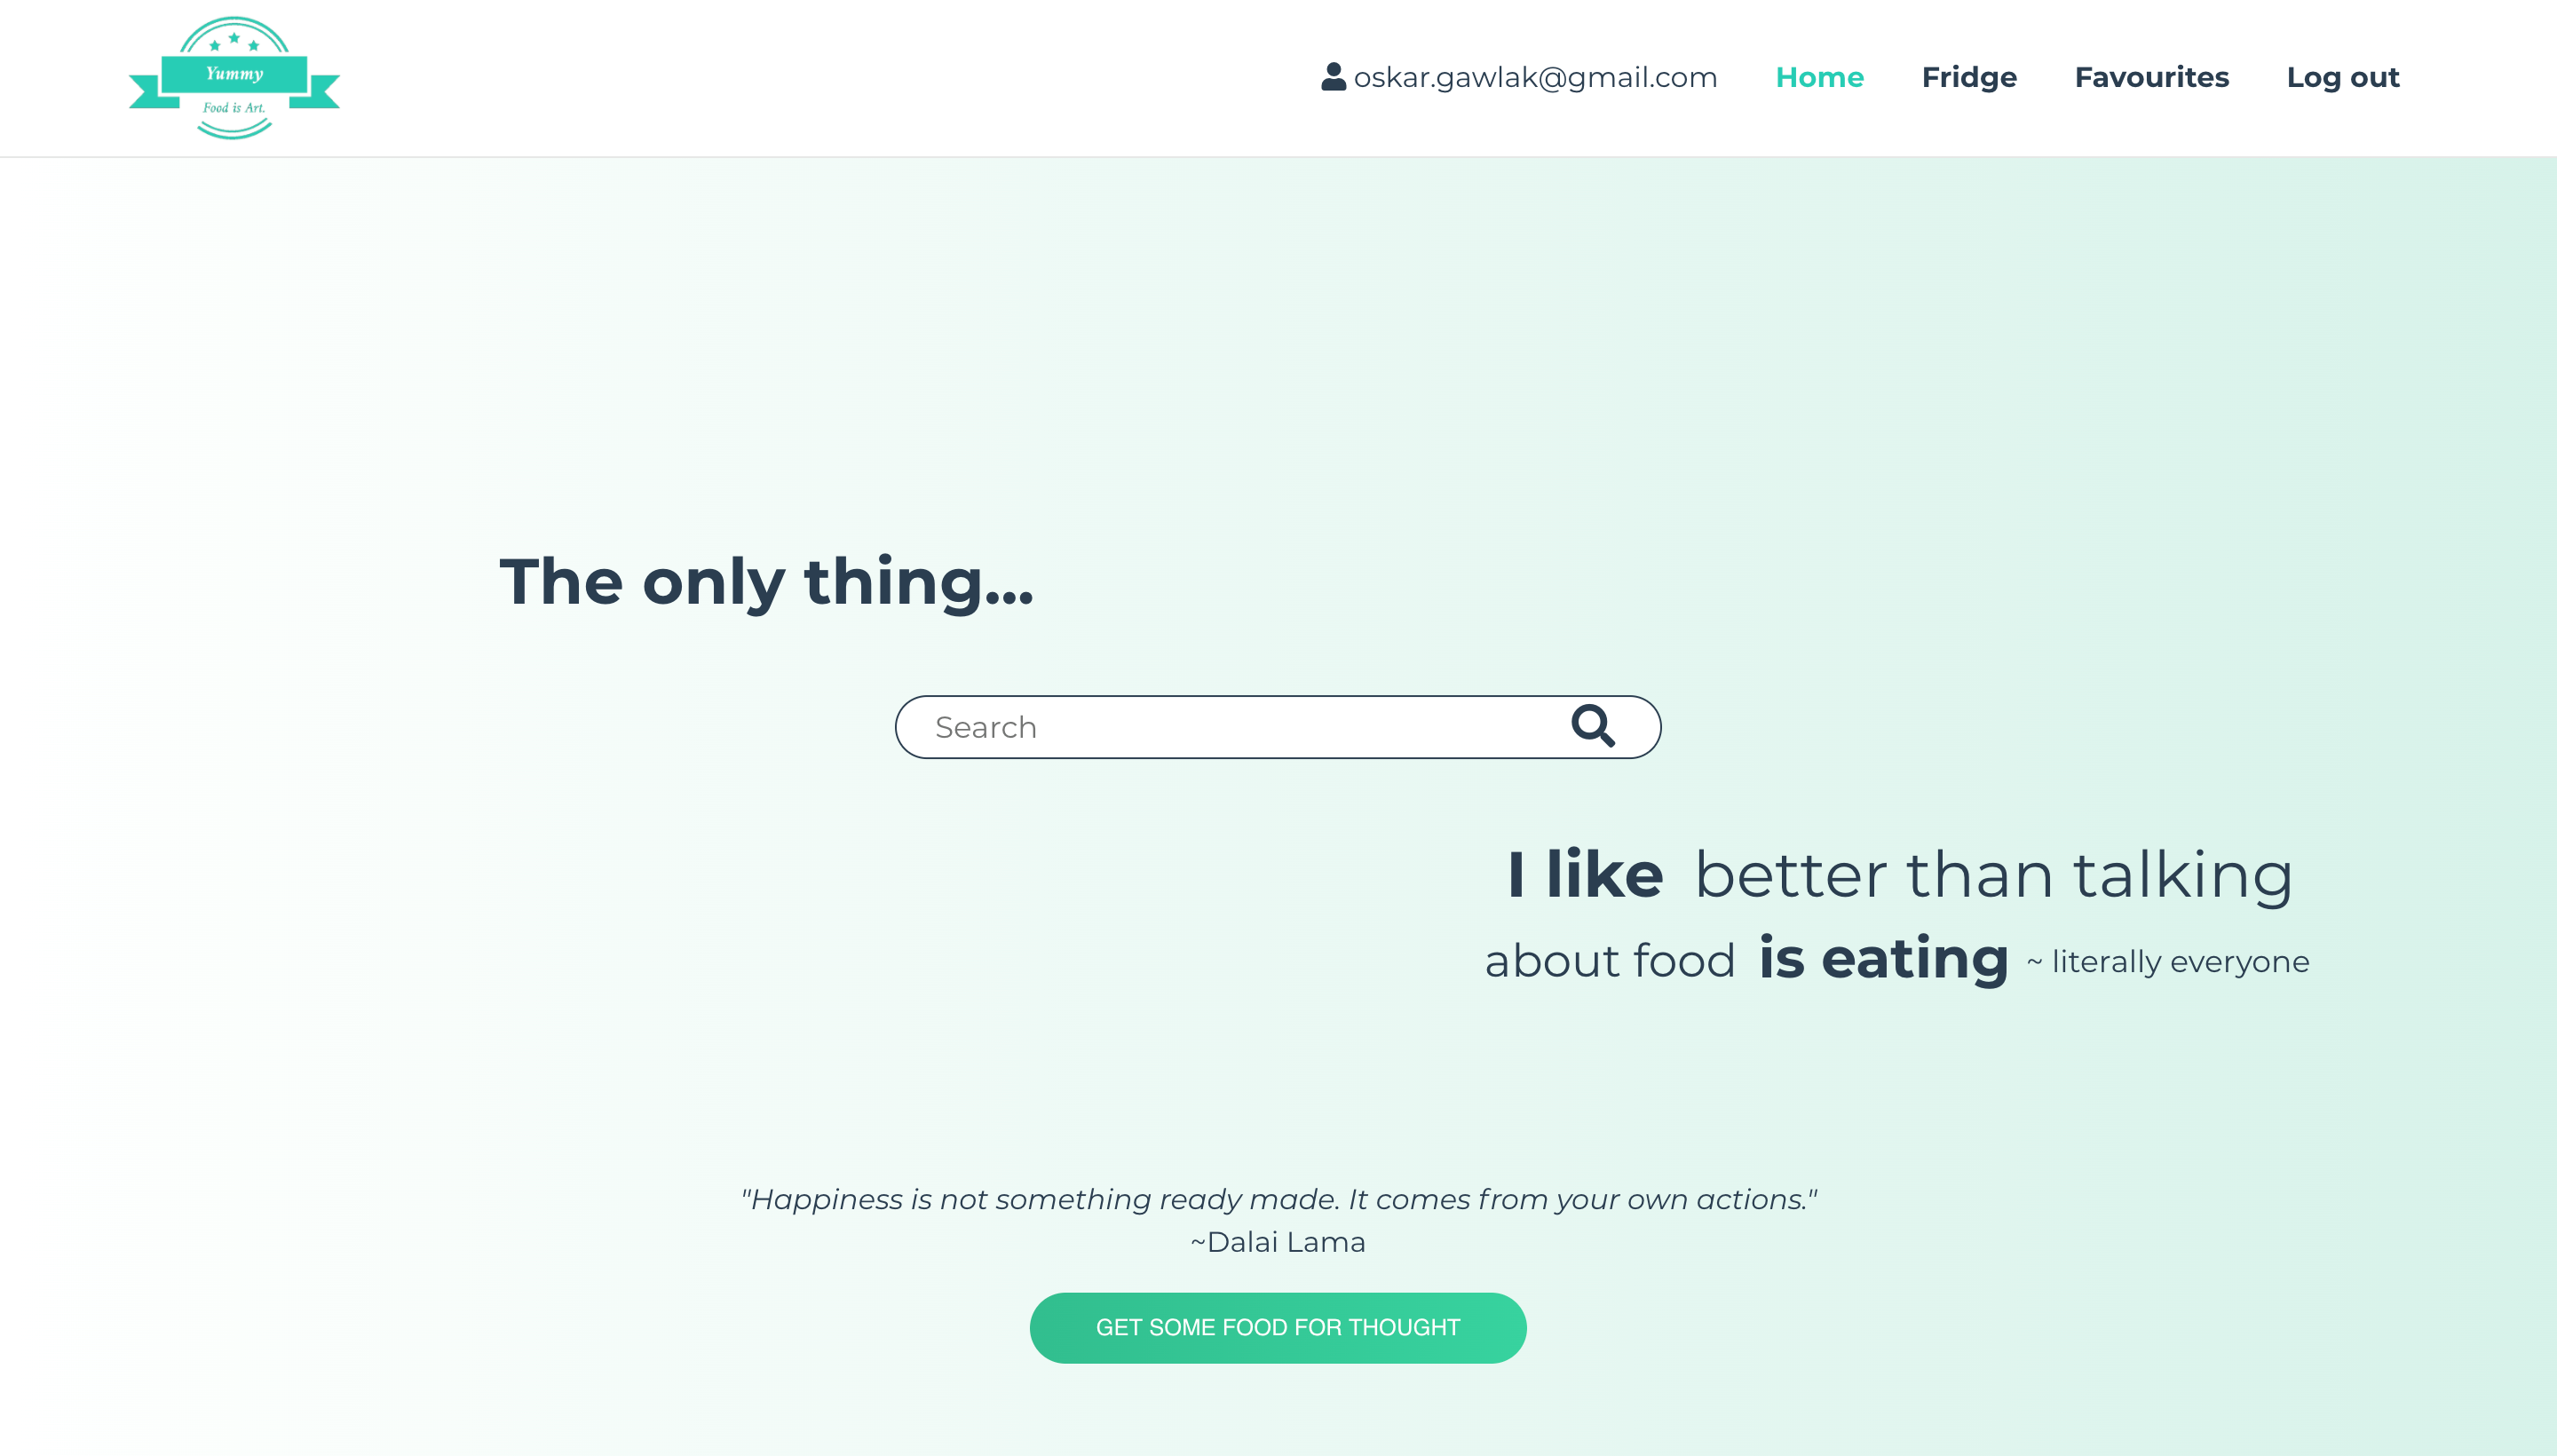 Yummy
Food is Art.
oskar.gawlak@gmail.com Home Fridge Favourites Log out
The only thing...
Search
I like better than talking
about food is eating ~ literally everyone
"Happiness is not something ready made. It comes from your own actions."
~Dalai Lama
GET SOME FOOD FOR THOUGHT